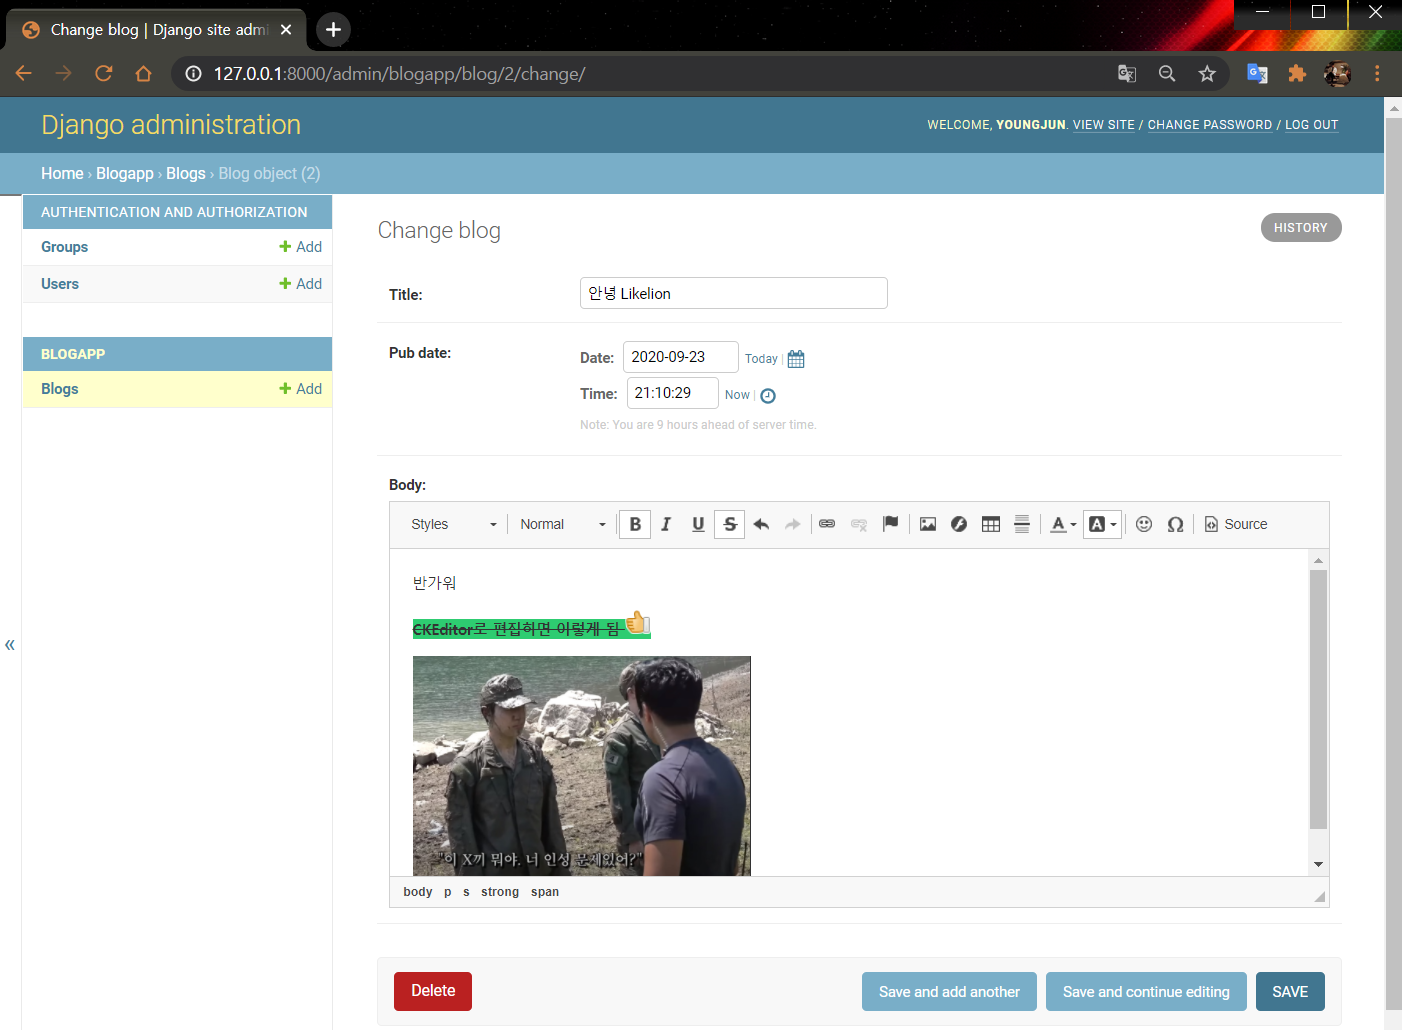 Change blog | Django site admi
127.0.0.1:8000/admin/blogapp/blog/2/change/
Django administration
WELCOME, YOUNGJUN. VIEW SITE / CHANGE PASSWORD / LOG OUT
Home › Blogapp › Blogs › Blog object (2)
AUTHENTICATION AND AUTHORIZATION
Groups
Add
Users
Add
BLOGAPP
Blogs
Add
«
Change blog
HISTORY
Title:
안녕 Likelion
Pub date:
Date: 2020-09-23 Today |
Time: 21:10:29 Now |
Note: You are 9 hours ahead of server time.
Body:
Styles Normal B I U S A A Ω Source
반가워
CKEditor로 편집하면 이렇게 됨
"이 X끼 뭐야. 너 인성 문제있어?"
body p s strong span
Delete
Save and add another
Save and continue editing
SAVE